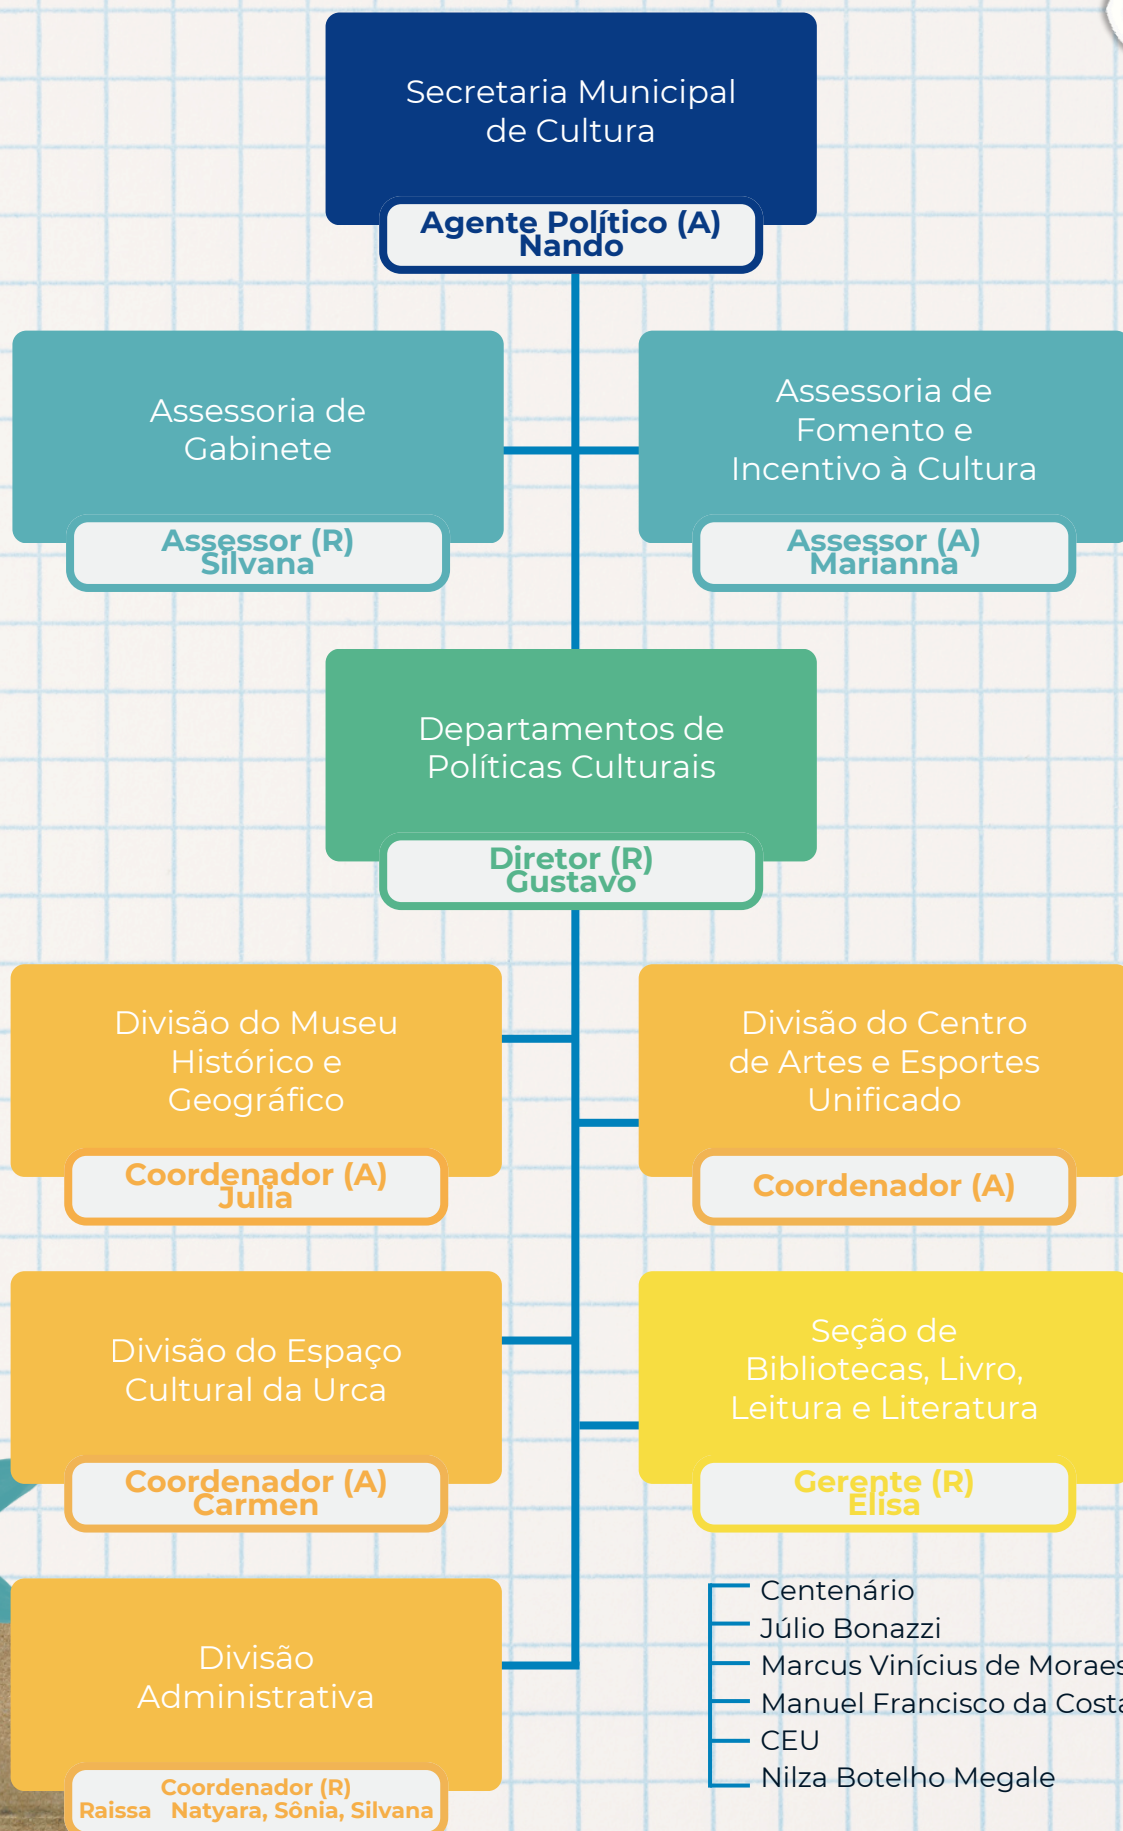 Secretaria Municipal
de Cultura
Agente Político (A)
Nando
Assessoria de
Gabinete
Assessor (R)
Silvana
Assessoria de
Fomento e
Incentivo à Cultura
Assessor (A)
Marianna
Departamentos de
Políticas Culturais
Diretor (R)
Gustavo
Divisão do Museu
Histórico e
Geográfico
Coordenador (A)
Julia
Divisão do Centro
de Artes e Esportes
Unificado
Coordenador (A)
Divisão do Espaço
Cultural da Urca
Coordenador (A)
Carmen
Seção de
Bibliotecas, Livro,
Leitura e Literatura
Gerente (R)
Elisa
Divisão
Administrativa
Coordenador (R)
Raissa Natyara, Sônia, Silvana
Centenário
Júlio Bonazzi
Marcus Vinícius de Moraes
Manuel Francisco da Costa
CEU
Nilza Botelho Megale